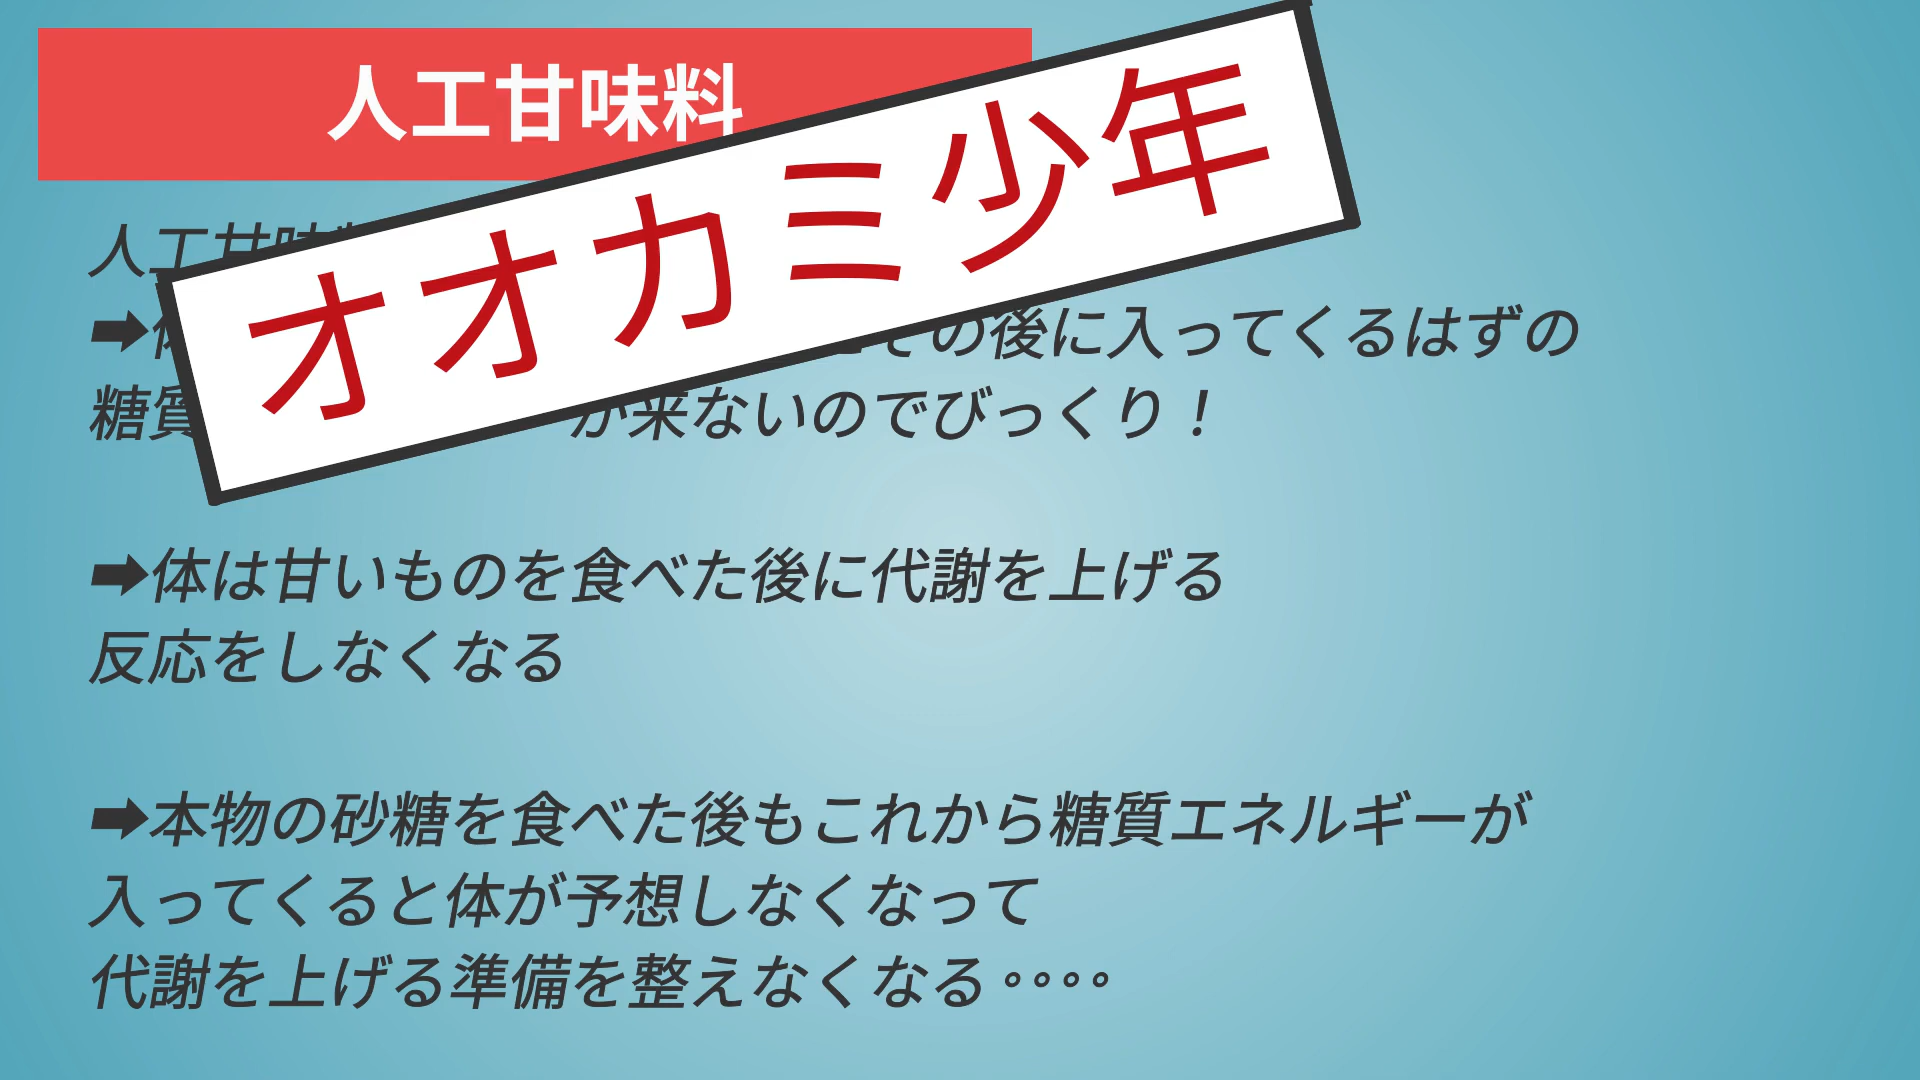 人工甘味料
オオカミ少年
人工甘味
➡
その後に入ってくるはずの
糖質
が来ないのでびっくり！
➡体は甘いものを食べた後に代謝を上げる
反応をしなくなる
➡本物の砂糖を食べた後もこれから糖質エネルギーが
入ってくると体が予想しなくなって
代謝を上げる準備を整えなくなる。。。。